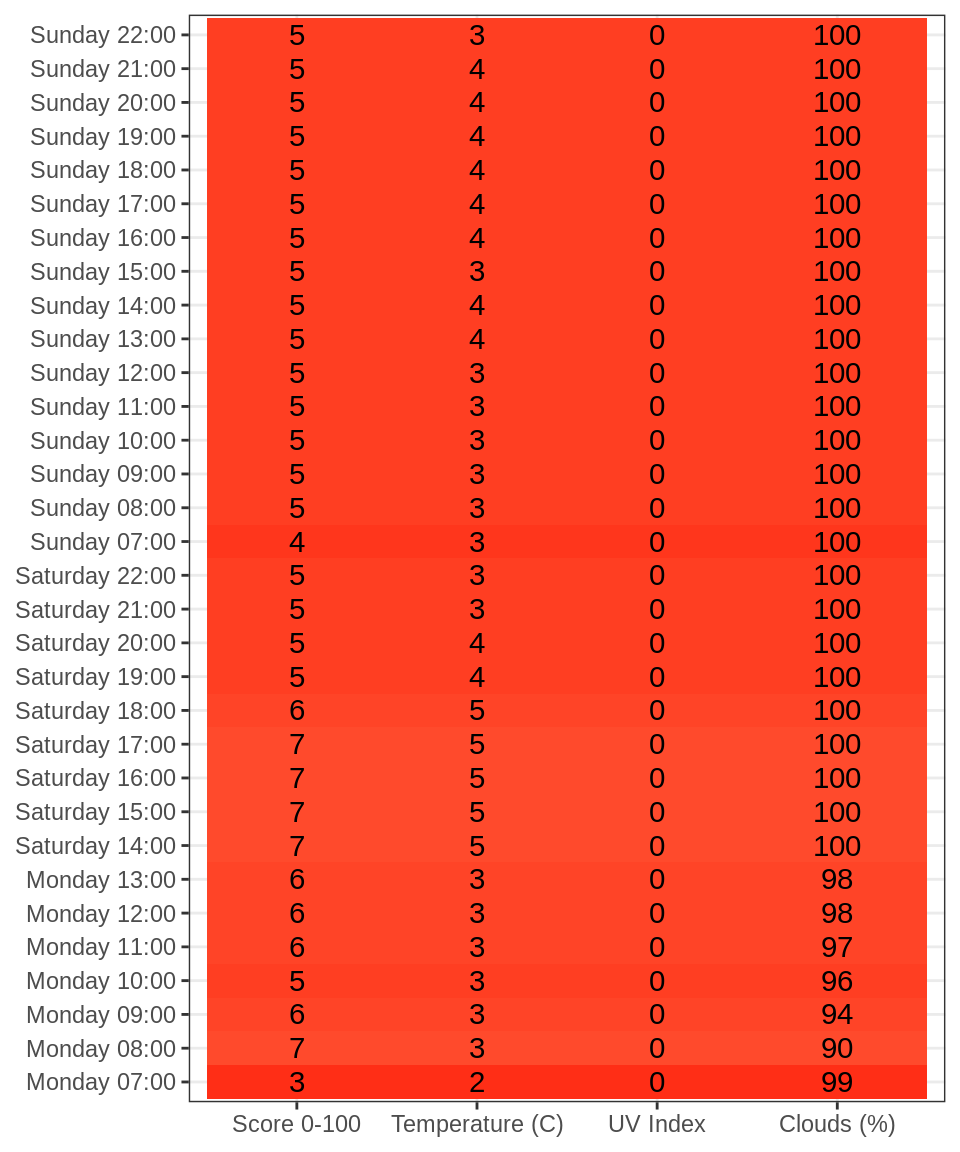 Sunday 22:00 5 3 0 100
Sunday 21:00 5 4 0 100
Sunday 20:00 5 4 0 100
Sunday 19:00 5 4 0 100
Sunday 18:00 5 4 0 100
Sunday 17:00 5 4 0 100
Sunday 16:00 5 4 0 100
Sunday 15:00 5 3 0 100
Sunday 14:00 5 4 0 100
Sunday 13:00 5 4 0 100
Sunday 12:00 5 3 0 100
Sunday 11:00 5 3 0 100
Sunday 10:00 5 3 0 100
Sunday 09:00 5 3 0 100
Sunday 08:00 5 3 0 100
Sunday 07:00 4 3 0 100
Saturday 22:00 5 3 0 100
Saturday 21:00 5 3 0 100
Saturday 20:00 5 4 0 100
Saturday 19:00 5 4 0 100
Saturday 18:00 6 5 0 100
Saturday 17:00 7 5 0 100
Saturday 16:00 7 5 0 100
Saturday 15:00 7 5 0 100
Saturday 14:00 7 5 0 100
Monday 13:00 6 3 0 98
Monday 12:00 6 3 0 98
Monday 11:00 6 3 0 97
Monday 10:00 5 3 0 96
Monday 09:00 6 3 0 94
Monday 08:00 7 3 0 90
Monday 07:00 3 2 0 99
Score 0-100 Temperature (C) UV Index Clouds (%)